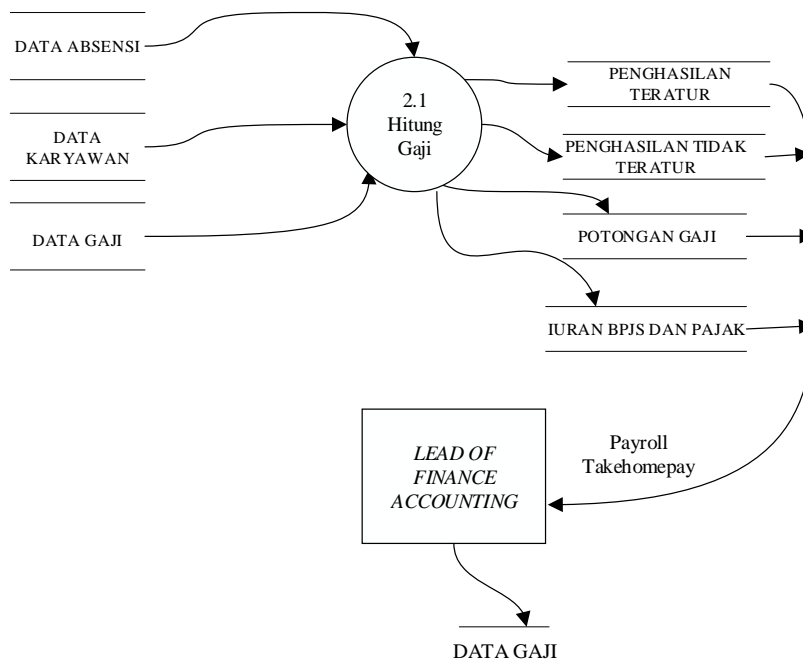 DATA ABSENSI
DATA
KARYAWAN
DATA GAJI
2.1
Hitung
Gaji
PENGHASILAN
TERATUR
PENGHASILAN TIDAK
TERATUR
POTONGAN GAJI
IURAN BPJS DAN PAJAK
LEAD OF
FINANCE
ACCOUNTING
Payroll
Takehomepay
DATA GAJI